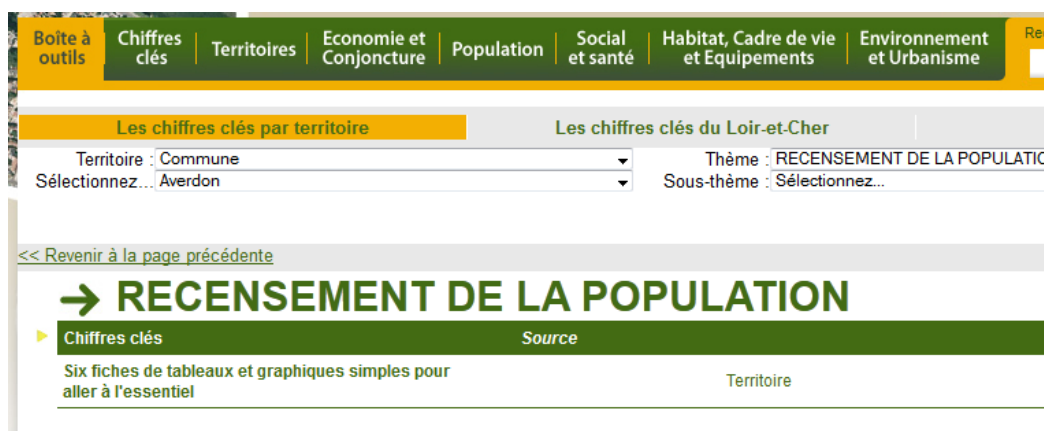 Boîte à outils
Chiffres clés
Territoires
Economie et Conjoncture
Population
Social et santé
Habitat, Cadre de vie et Equipements
Environnement et Urbanisme
Les chiffres clés par territoire
Les chiffres clés du Loir-et-Cher
Territoire : Commune
Thème : RECENSEMENT DE LA
Sélectionnez... Averdon
Sous-thème : Sélectionnez...
<< Revenir à la page précédente
→ RECENSEMENT DE LA POPULATION
Chiffres clés
Source
Six fiches de tableaux et graphiques simples pour
aller à l'essentiel
Territoire